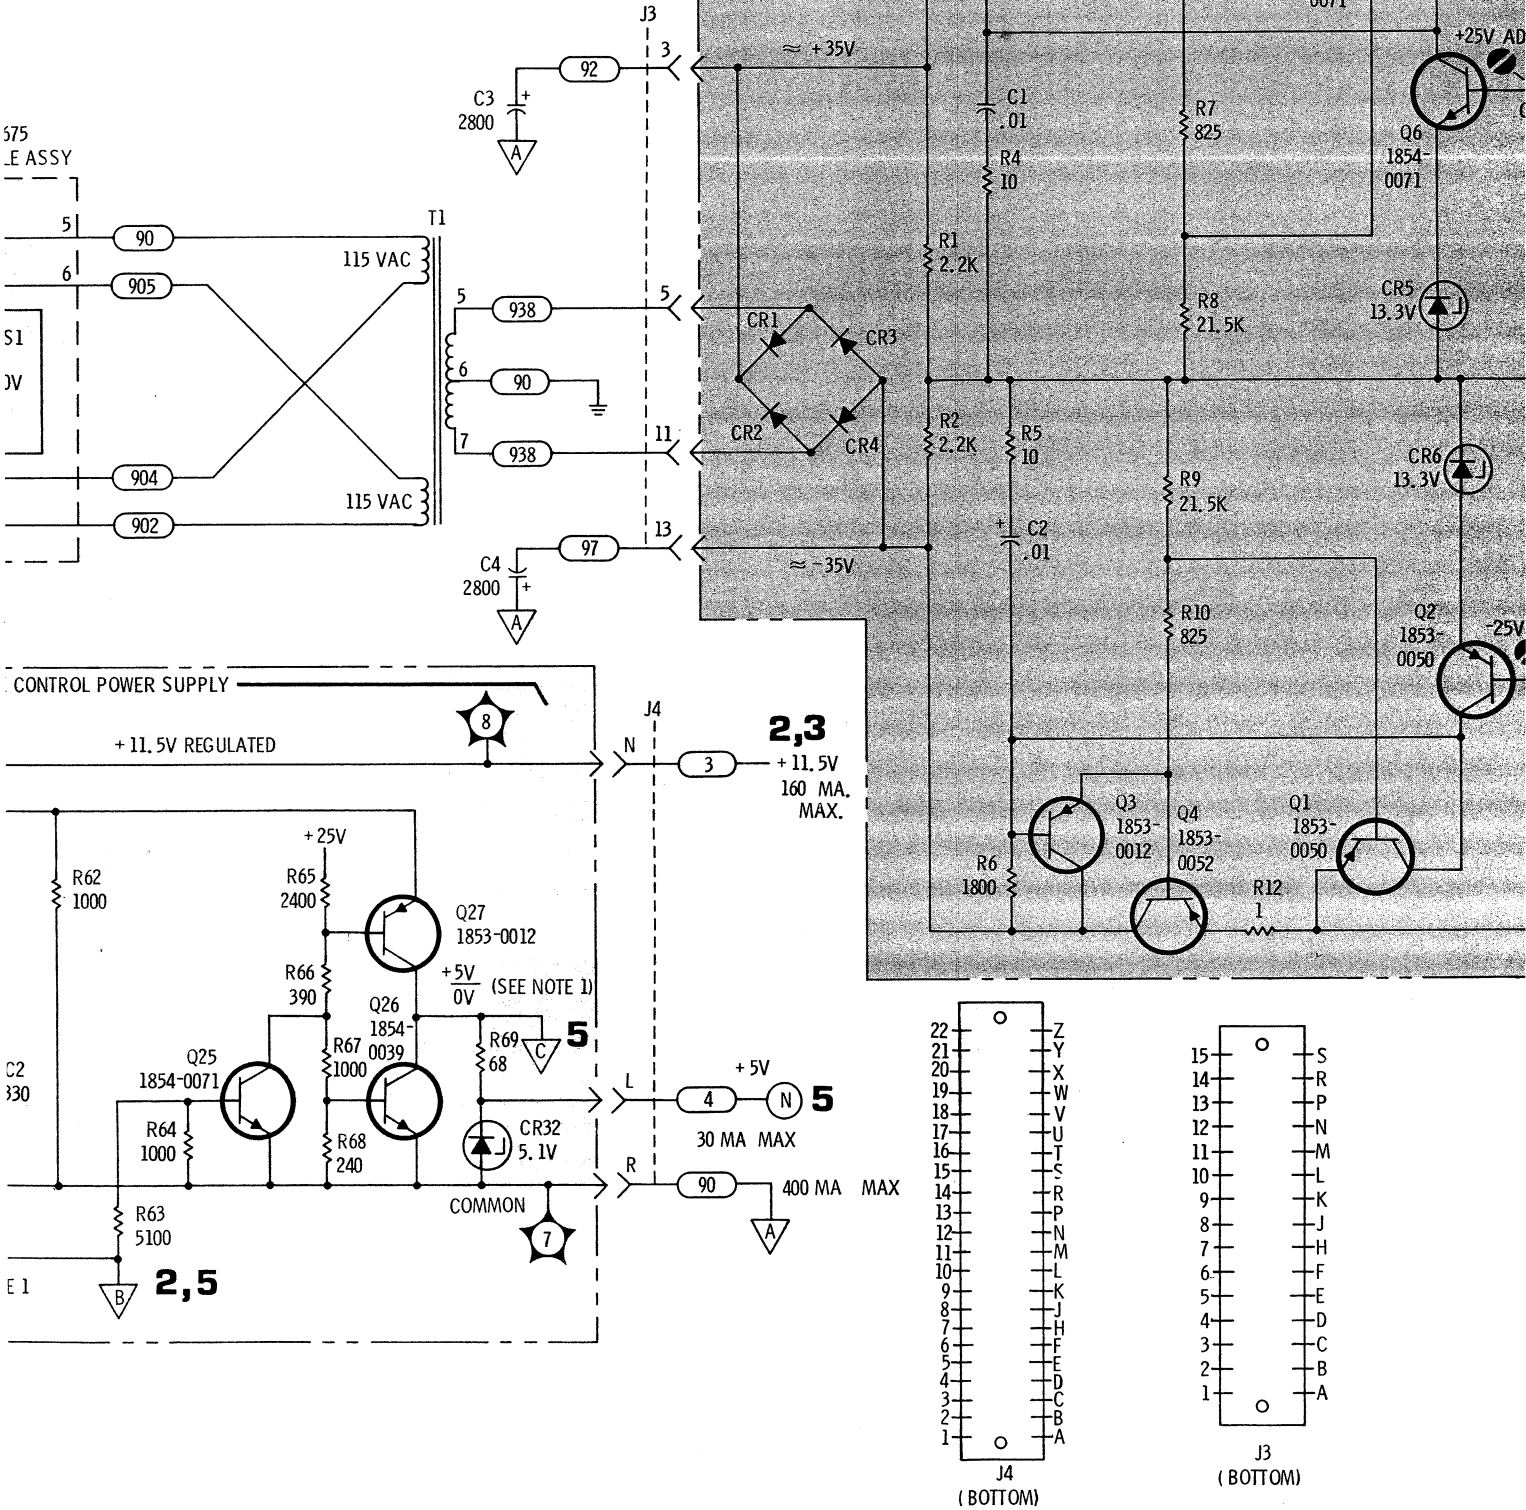 J3
0071
3
92
≈ +35V
+25V AD
C3
2800
+
A
C1
.01
R4
10
R7
825
Q6
1854-
0071
675
LE ASSY
5
90
6
905
115 VAC
T1
904
902
115 VAC
S1
0V
5
938
5
6
90
7
938
11
CR1
CR3
CR2
CR4
R1
2.2K
R2
2.2K
R8
21.5K
CR5
13.3V
R5
10
C2
.01
+
R9
21.5K
CR6
13.3V
97
13
≈ -35V
C4
2800
+
A
R10
825
Q2
1853-
0050
-25V
CONTROL POWER SUPPLY
8
+11.5V REGULATED
J4
N
3
2,3
+11.5V
160 MA.
MAX.
R62
1000
+25V
R65
2400
Q27
1853-0012
R66
390
+5V
0V
(SEE NOTE 1)
Q26
1854-
0039
R67
1000
R69
68
C
5
Q25
1854-0071
C2
330
R64
1000
R68
240
CR32
5.1V
L
4
+5V
N
5
30 MA MAX
R
90
400 MA MAX
A
COMMON
7
R63
5100
E 1
B
2,5
Q3
1853-
0012
Q4
1853-
0052
Q1
1853-
0050
R6
1800
R12
1
22 Z
21 Y
20 X
19 W
18 V
17 U
16 T
15 S
14 R
13 P
12 N
11 M
10 L
9 K
8 J
7 H
6 F
5 E
4 D
3 C
2 B
1 A
J4
(BOTTOM)
15 S
14 R
13 P
12 N
11 M
10 L
9 K
8 J
7 H
6 F
5 E
4 D
3 C
2 B
1 A
J3
(BOTTOM)